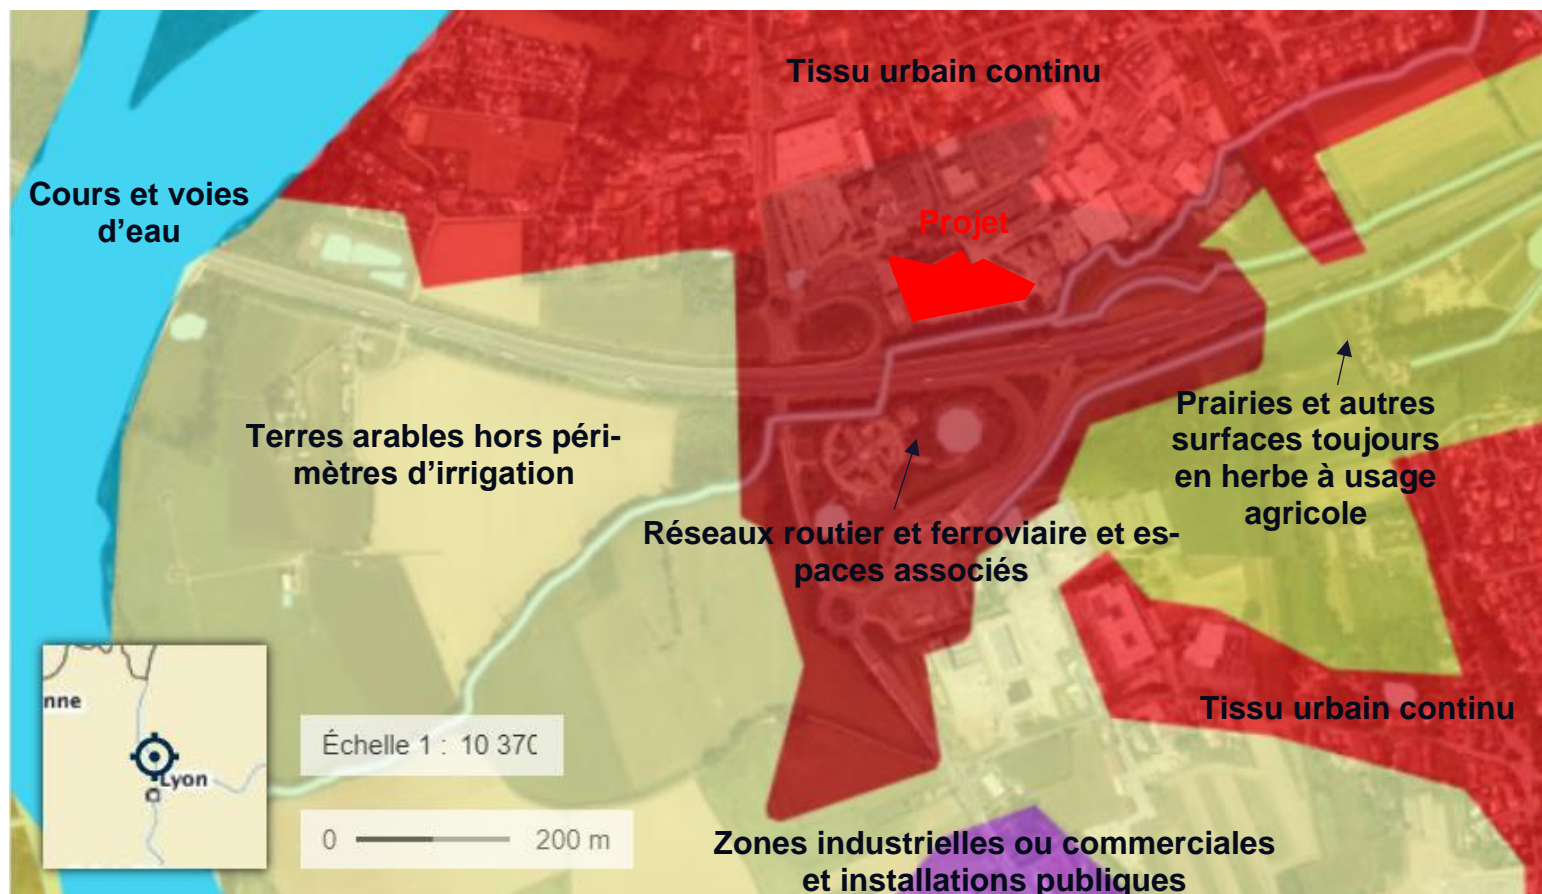 Tissu urbain continu
Cours et voies
d’eau
Projet
Prairies et autres
surfaces toujours
en herbe à usage
agricole
Terres arables hors péri-
mètres d’irrigation
Réseaux routier et ferroviaire et es-
paces associés
Tissu urbain continu
nne
Lyon
Échelle 1 : 10 370
0 200 m
Zones industrielles ou commerciales
et installations publiques